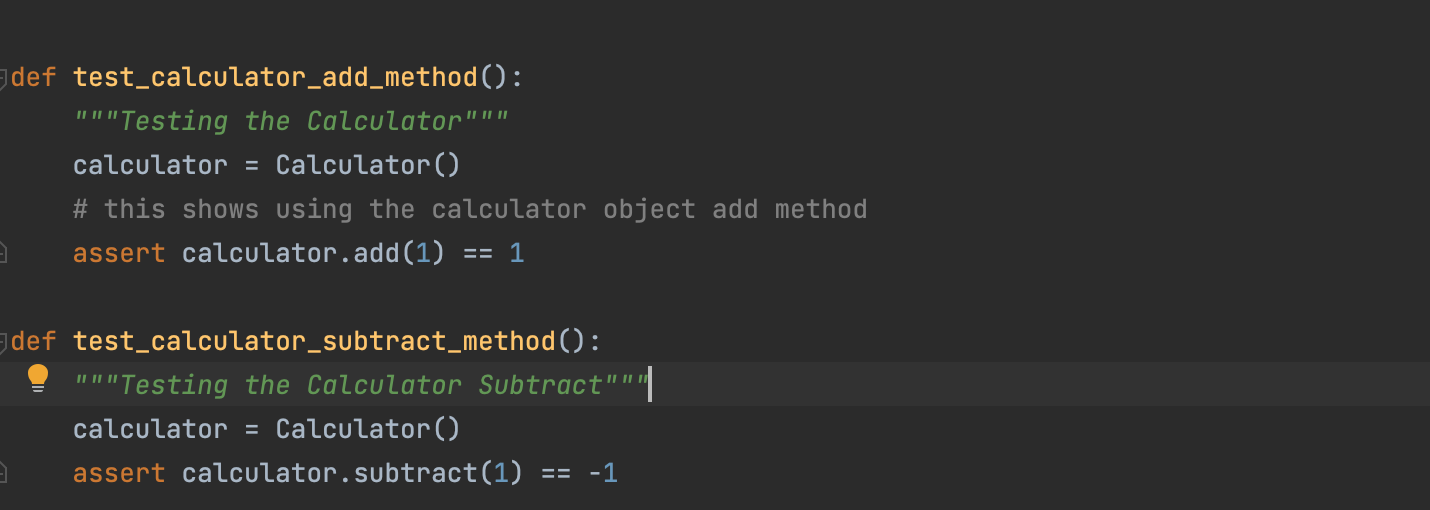 def test_calculator_add_method():
    """Testing the Calculator"""
    calculator = Calculator()
    # this shows using the calculator object add method
    assert calculator.add(1) == 1
def test_calculator_subtract_method():
    """Testing the Calculator Subtract"""
    calculator = Calculator()
    assert calculator.subtract(1) == -1